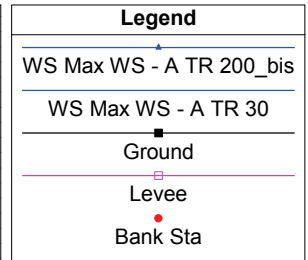 Legend
WS Max WS - A TR 200_bis
WS Max WS - A TR 30
Ground
Levee
Bank Sta